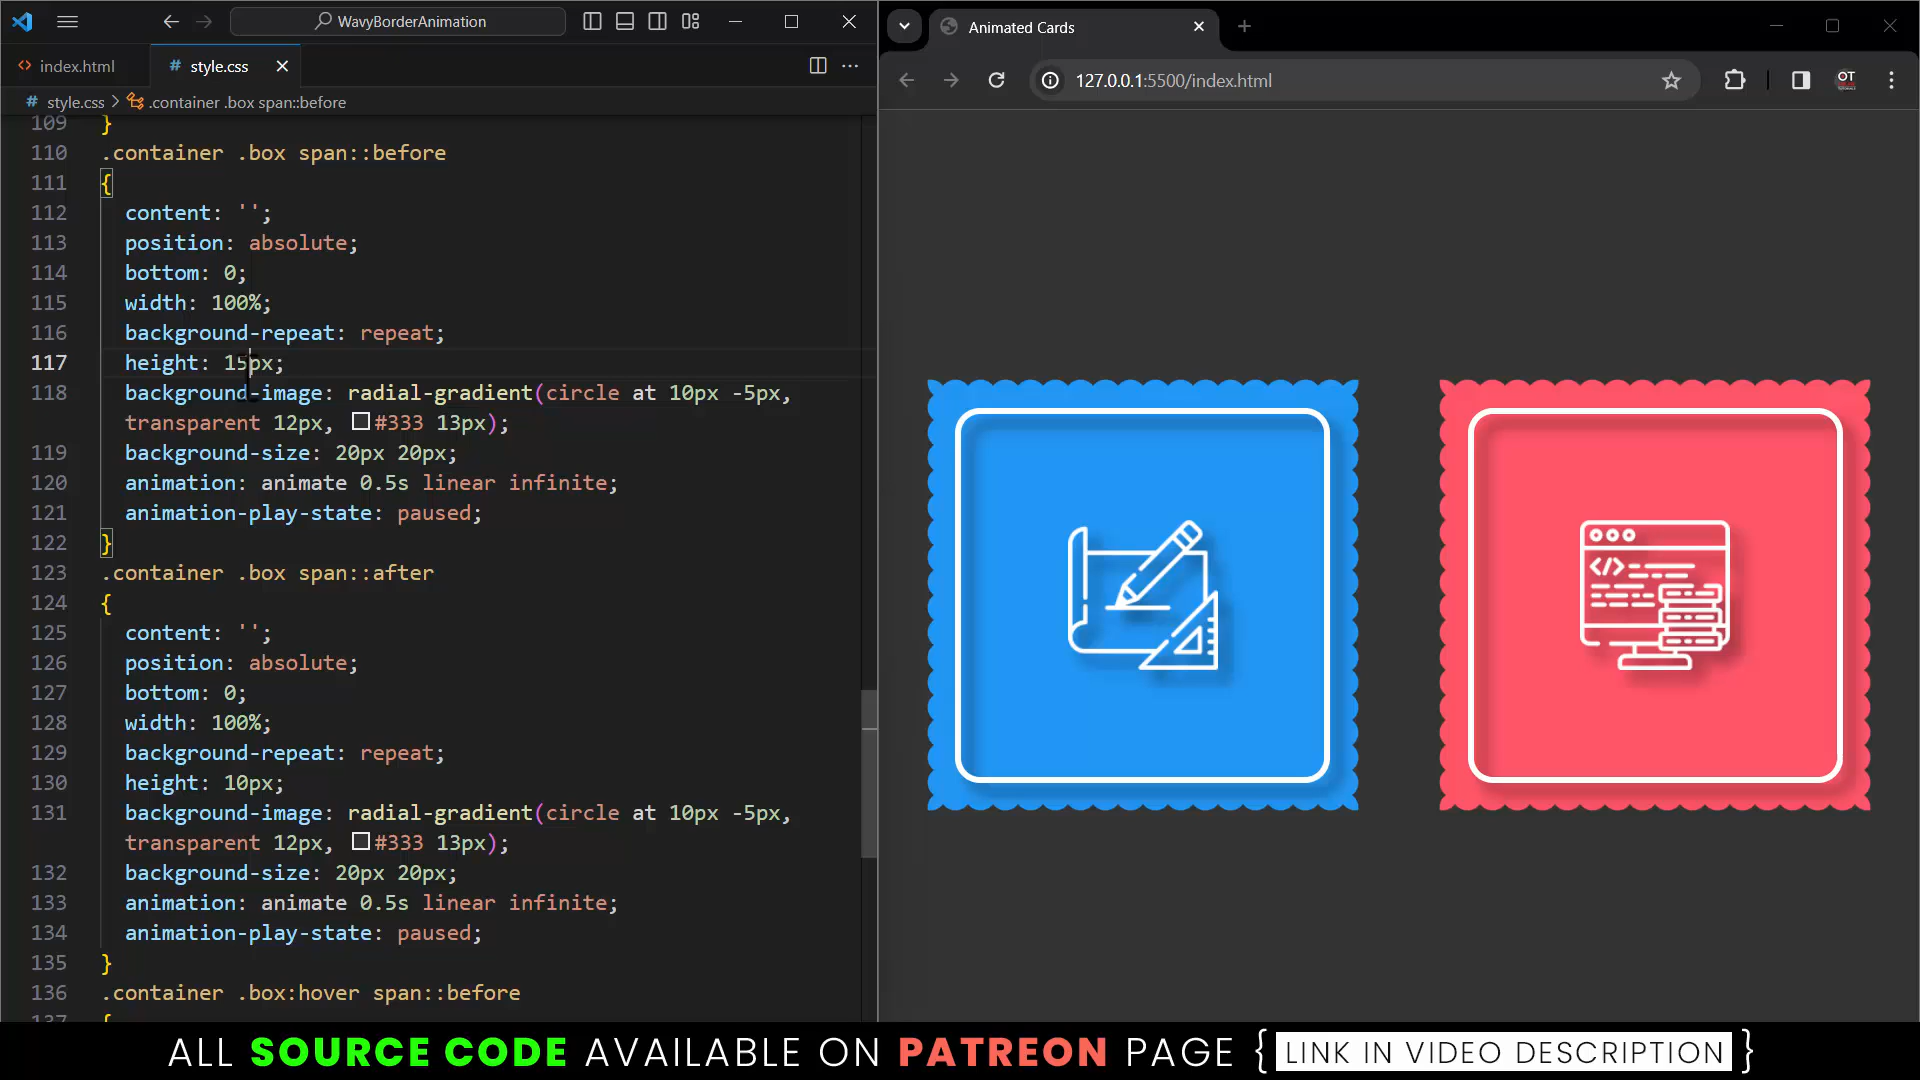 WavyBorderAnimation
index.html
# style.css
# style.css > .container .box span::before
109 }
110 .container .box span::before
111 {
112 content: '';
113 position: absolute;
114 bottom: 0;
115 width: 100%;
116 background-repeat: repeat;
117 height: 15px;
118 background-image: radial-gradient(circle at 10px -5px,
transparent 12px, #333 13px);
119 background-size: 20px 20px;
120 animation: animate 0.5s linear infinite;
121 animation-play-state: paused;
122 }
123 .container .box span::after
124 {
125 content: '';
126 position: absolute;
127 bottom: 0;
128 width: 100%;
129 background-repeat: repeat;
130 height: 10px;
131 background-image: radial-gradient(circle at 10px -5px,
transparent 12px, #333 13px);
132 background-size: 20px 20px;
133 animation: animate 0.5s linear infinite;
134 animation-play-state: paused;
135 }
136 .container .box:hover span::before
137 {
Animated Cards
127.0.0.1:5500/index.html
OT
</>
ALL SOURCE CODE AVAILABLE ON PATREON PAGE { LINK IN VIDEO DESCRIPTION }